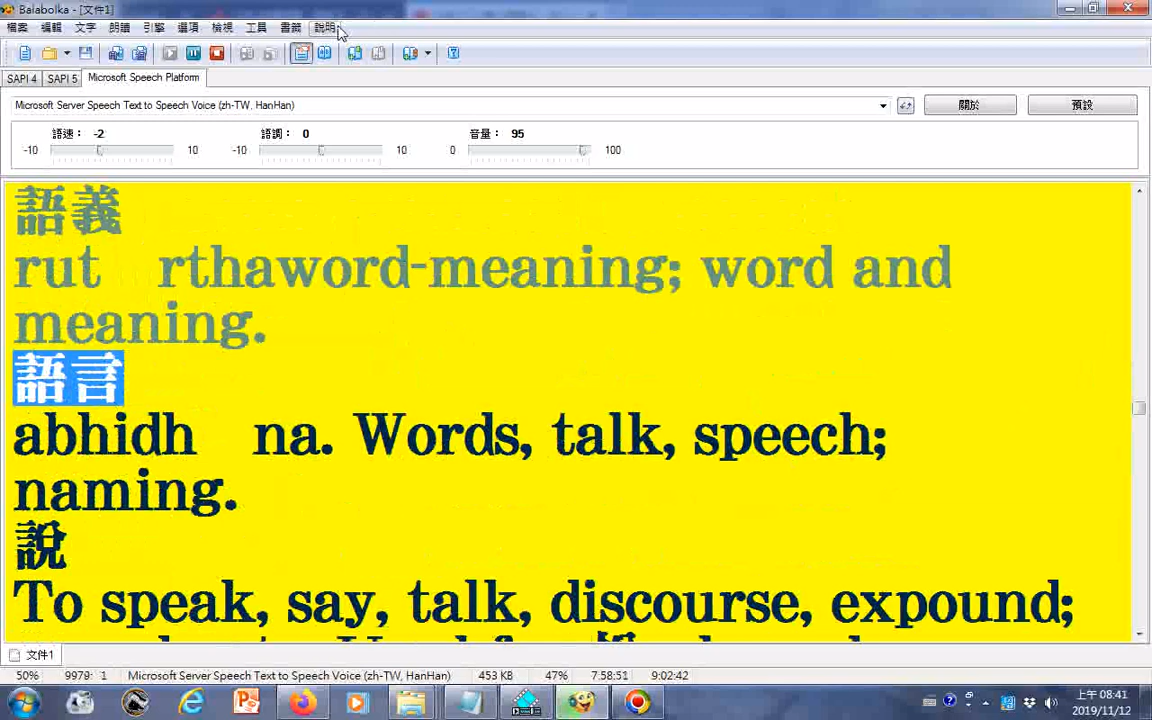 Balabolka - [文件1]
檔案 編輯 文字 朗讀 引擎 選項 檢視 工具 書籤 說明
SAPI 4 SAPI 5 Microsoft Speech Platform
Microsoft Server Speech Text to Speech Voice (zh-TW, HanHan) 關於 預設
語速： -2 語調： 0 音量： 95
-10 10 -10 10 0 100
語義
rut rthaword-meaning; word and
meaning.
語言
abhidh na. Words, talk, speech;
naming.
說
To speak, say, talk, discourse, expound;
文件1
50% 9979: 1 Microsoft Server Speech Text to Speech Voice (zh-TW, HanHan) 453 KB 47% 7:58:51 9:02:42
上午 08:41
2019/11/12